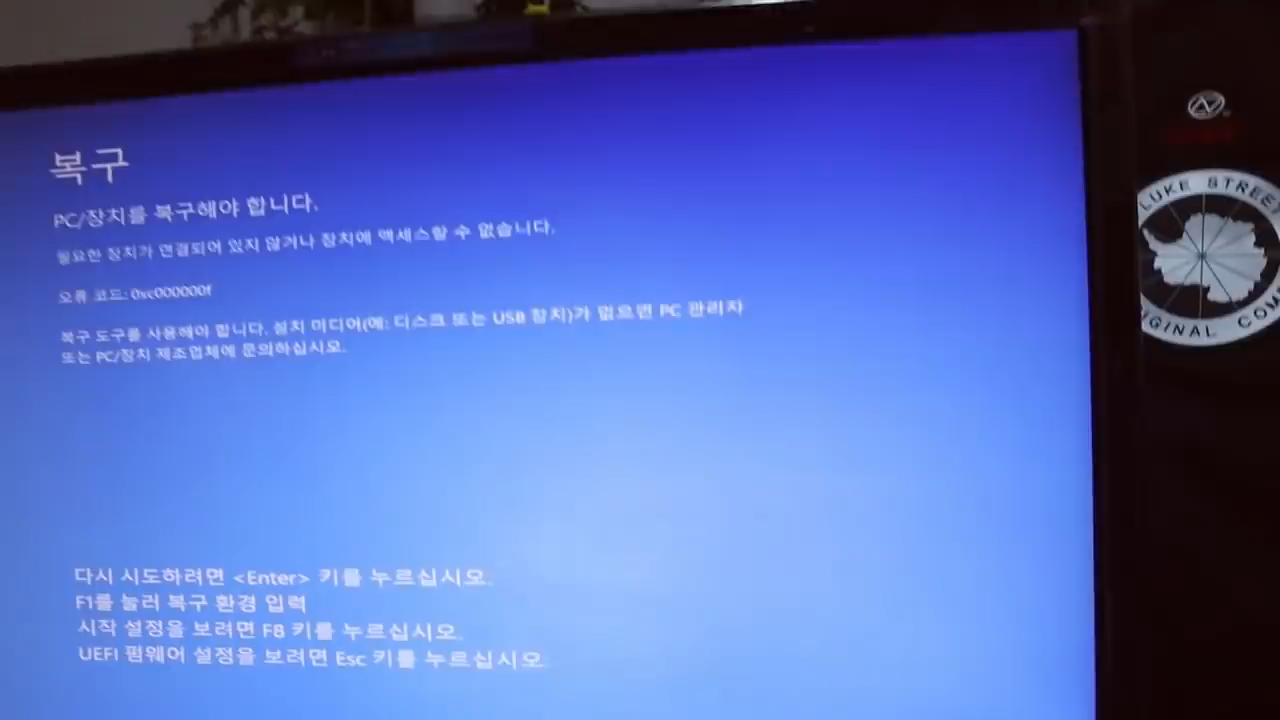 복구
PC/장치를 복구해야 합니다.
필요한 장치가 연결되어 있지 않거나 장치에 액세스할 수 없습니다.
오류 코드: 0xc000000f
복구 도구를 사용해야 합니다. 설치 미디어(예: 디스크 또는 USB 장치)가 없으면 PC 관리자
또는 PC/장치 제조업체에 문의하십시오.
다시 시도하려면 <Enter> 키를 누르십시오.
F1를 눌러 복구 환경 입력
시작 설정을 보려면 F8 키를 누르십시오.
UEFI 펌웨어 설정을 보려면 Esc 키를 누르십시오.
LUKE STREE
IGINAL COM